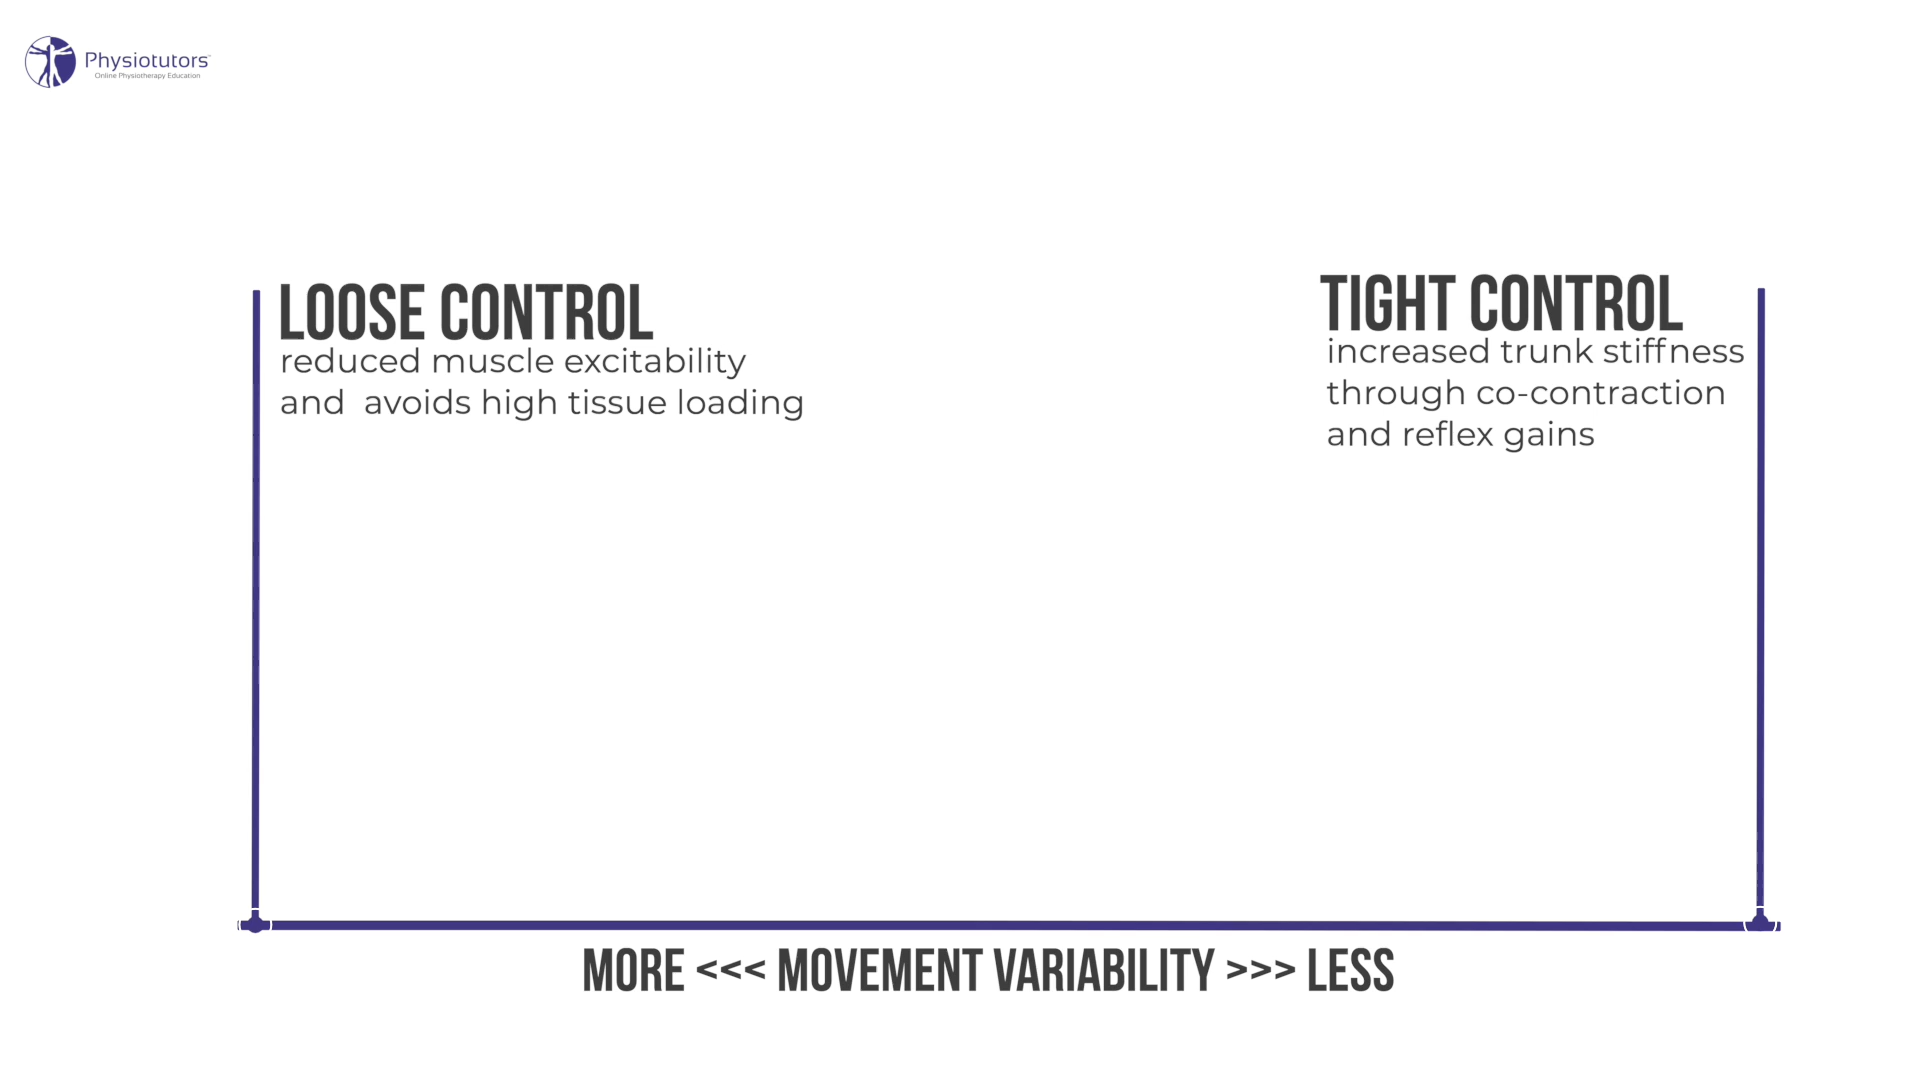 Physiotutors
Online Physiotherapy Education
LOOSE CONTROL
reduced muscle excitability
and  avoids high tissue loading
TIGHT CONTROL
increased trunk stiffness
through co-contraction
and reflex gains
MORE <<< MOVEMENT VARIABILITY >>> LESS